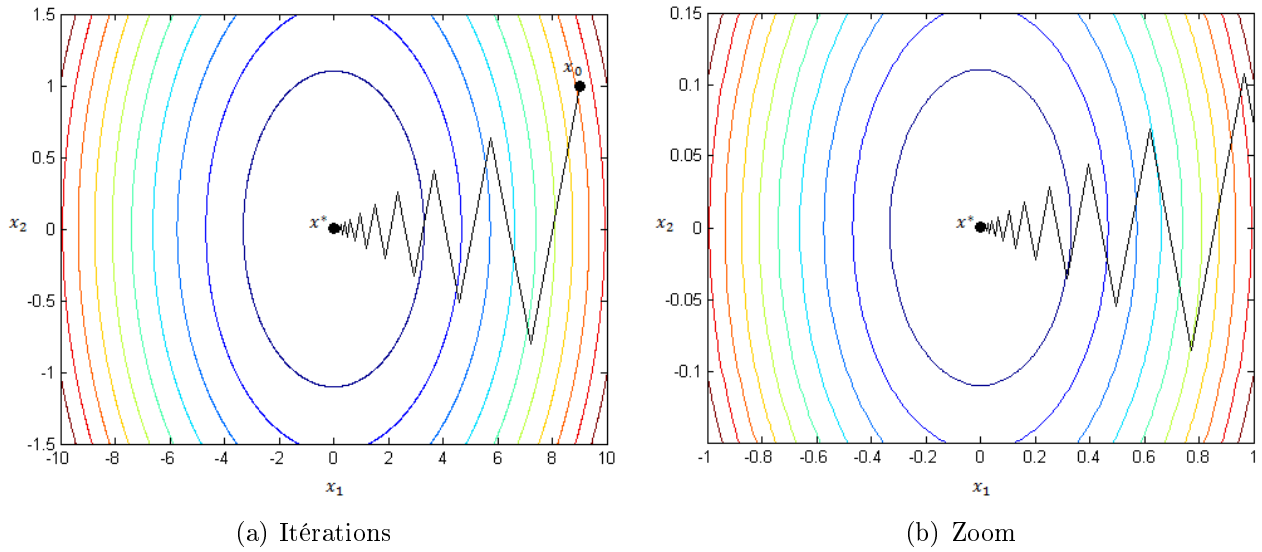 1.5
1
0.5
0
-0.5
-1
-1.5
-10 -8 -6 -4 -2 0 2 4 6 8 10
x₂
x₁
x₀
x*
(a) Itérations
0.15
0.1
0.05
0
-0.05
-0.1
-1 -0.8 -0.6 -0.4 -0.2 0 0.2 0.4 0.6 0.8 1
x₂
x₁
x*
(b) Zoom